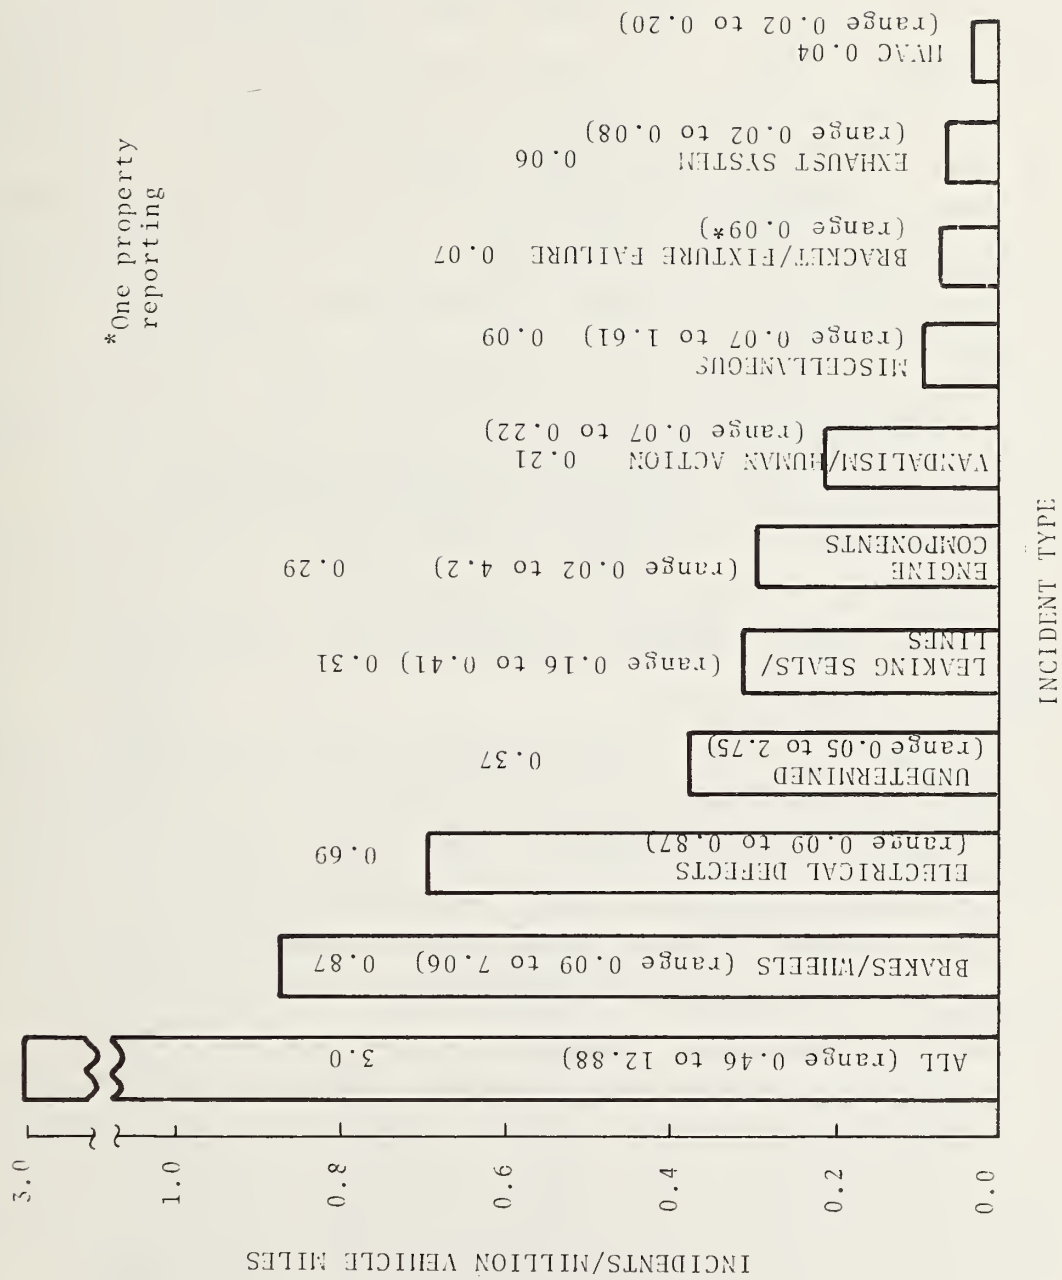 INCIDENTS/MILLION VEHICLE MILES
0.0
0.2
0.4
0.6
0.8
1.0
3.0
ALL (range 0.46 to 12.88) 3.0
BRAKES/WHEELS (range 0.09 to 7.06) 0.87
ELECTRICAL DEFECTS
(range 0.09 to 0.87)
0.69
UNDETERMINED
(range 0.05 to 2.75)
0.37
LEAKING SEALS/
LINES
(range 0.16 to 0.41) 0.31
ENGINE
COMPONENTS
(range 0.02 to 4.2) 0.29
VANDALISM/HUMAN ACTION 0.21
(range 0.07 to 0.22)
MISCELLANEOUS
(range 0.07 to 1.61) 0.09
BRACKET/FIXTURE FAILURE 0.07
(range 0.09*)
EXHAUST SYSTEM 0.06
(range 0.02 to 0.08)
HVAC 0.04
(range 0.02 to 0.20)
*One property
reporting
INCIDENT TYPE